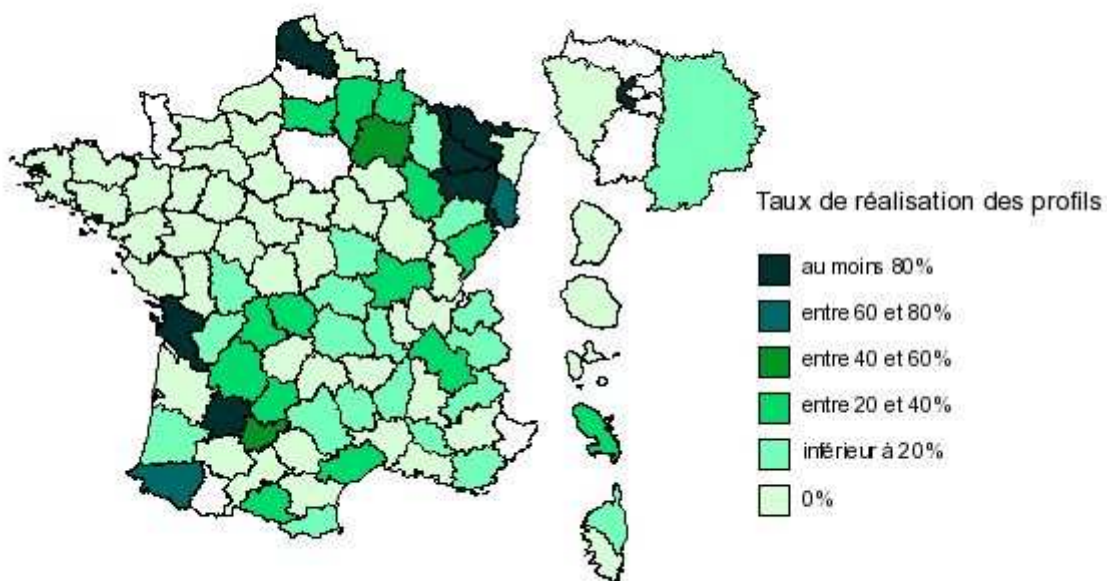 Taux de réalisation des profils
au moins 80%
entre 60 et 80%
entre 40 et 60%
entre 20 et 40%
inférieur à 20%
0%